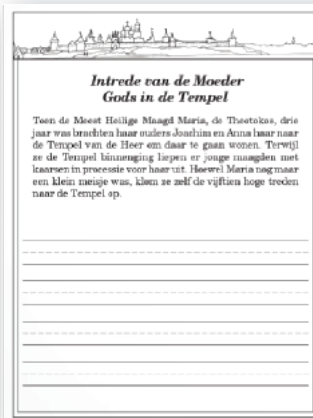 Intrede van de Moeder
Gods in de Tempel
Toen de Meest Heilige Maagd Maria, de Theotokos, drie
jaar was brachten haar ouders Joachim en Anna haar naar
de Tempel van de Heer om daar te gaan wonen. Terwijl
ze de Tempel binnenging liepen er jonge maagden met
kaarsen in processie voor haar uit. Hoewel Maria nog maar
een klein meisje was, klom ze zelf de vijftien hoge treden
naar de Tempel op.